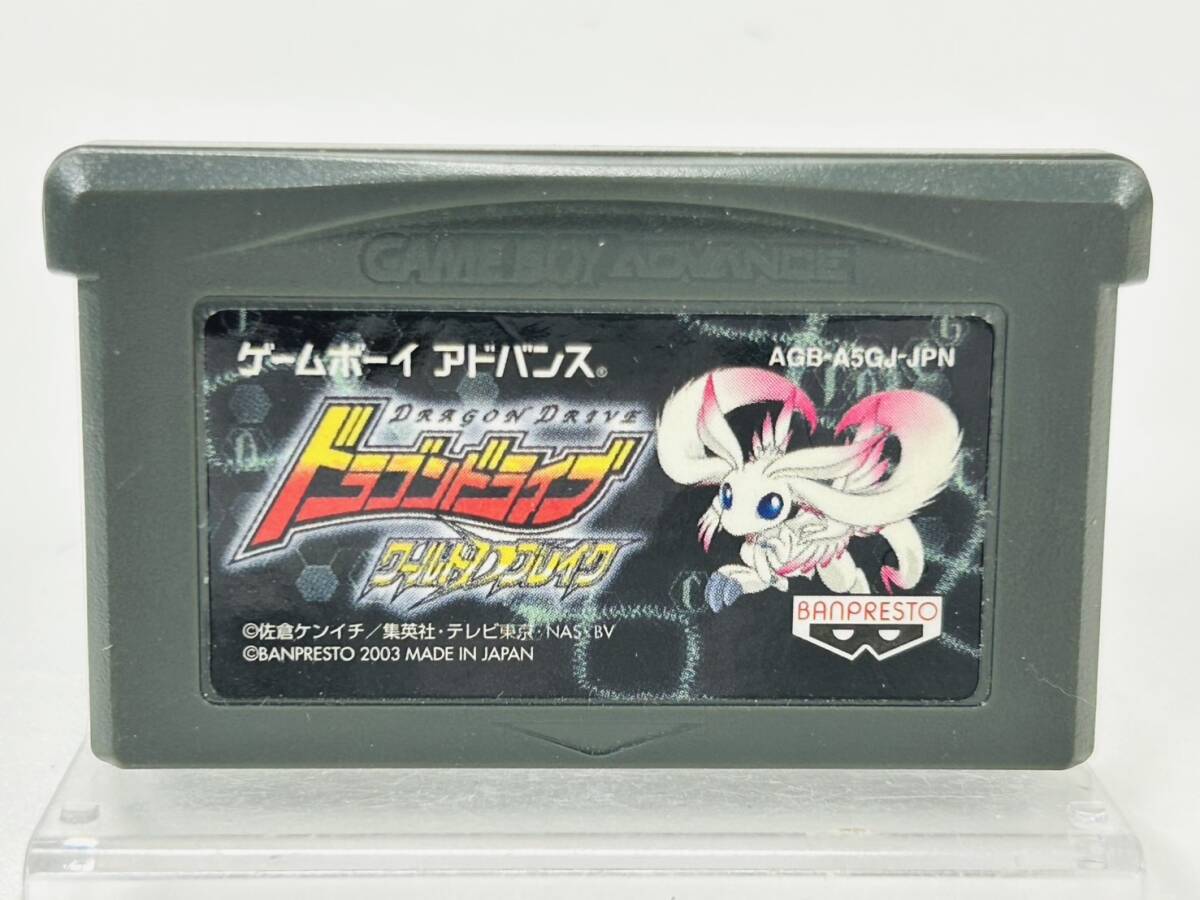 GAME BOY ADVANCE
ゲームボーイ アドバンス®
AGB-A5GJ-JPN
DRAGON DRIVE
ドラゴンドライブ
ワールドDブレイク
©佐倉ケンイチ／集英社・テレビ東京・NAS・BV
©BANPRESTO 2003 MADE IN JAPAN
BANPRESTO